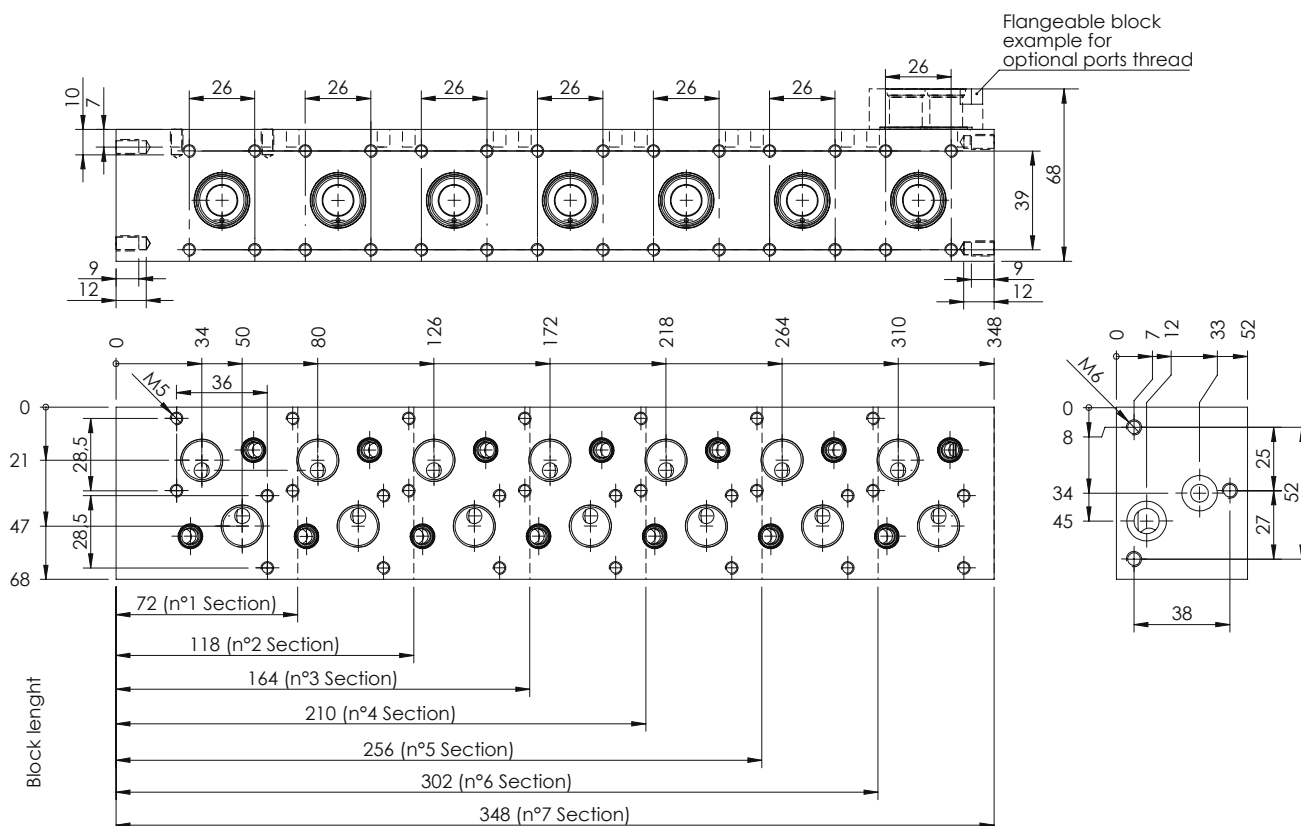 Flangeable block
example for
optional ports thread
26 26 26 26 26 26 26
10 7
39 68
9 9
12 12
0 34 50 80 126 172 218 264 310 348
0 7 12 33 52
M5 36
M6
0 0
28,5 8
21 25
34 52
28,5 45 27
47
68
38
72 (n°1 Section)
118 (n°2 Section)
164 (n°3 Section)
210 (n°4 Section)
256 (n°5 Section)
302 (n°6 Section)
348 (n°7 Section)
Block lenght